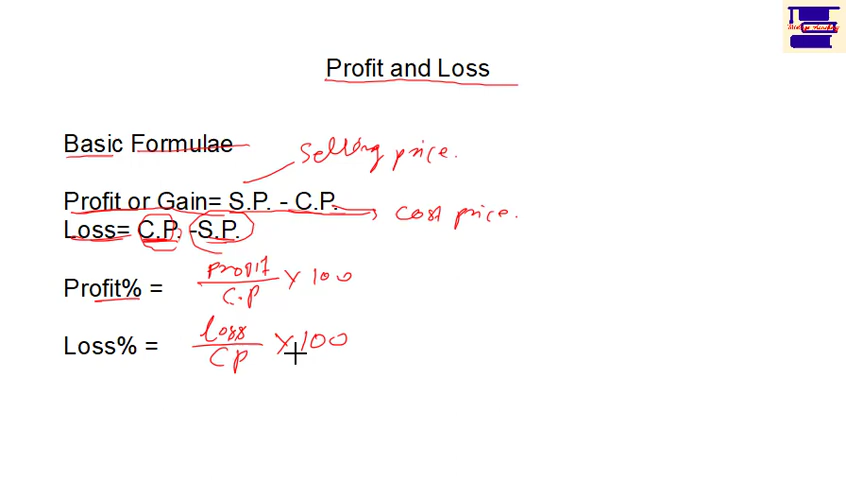 Profit and Loss
Basic Formulae
Selling price.
Profit or Gain= S.P. - C.P.
Cost price.
Loss= C.P. -S.P.
Profit% = profit/C.P x 100
Loss% = loss/CP x 100